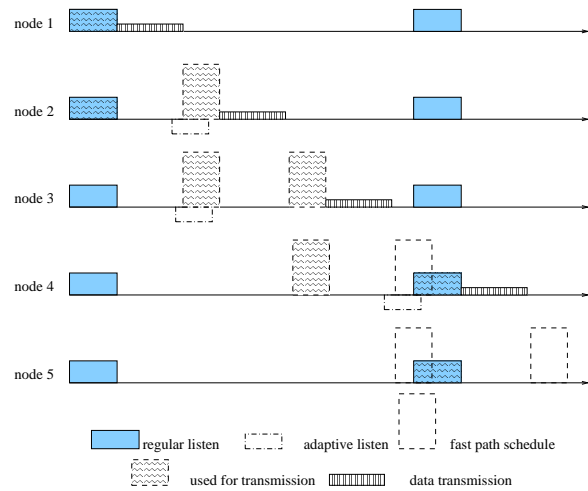 node 1
node 2
node 3
node 4
node 5
regular listen
adaptive listen
fast path schedule
used for transmission
data transmission